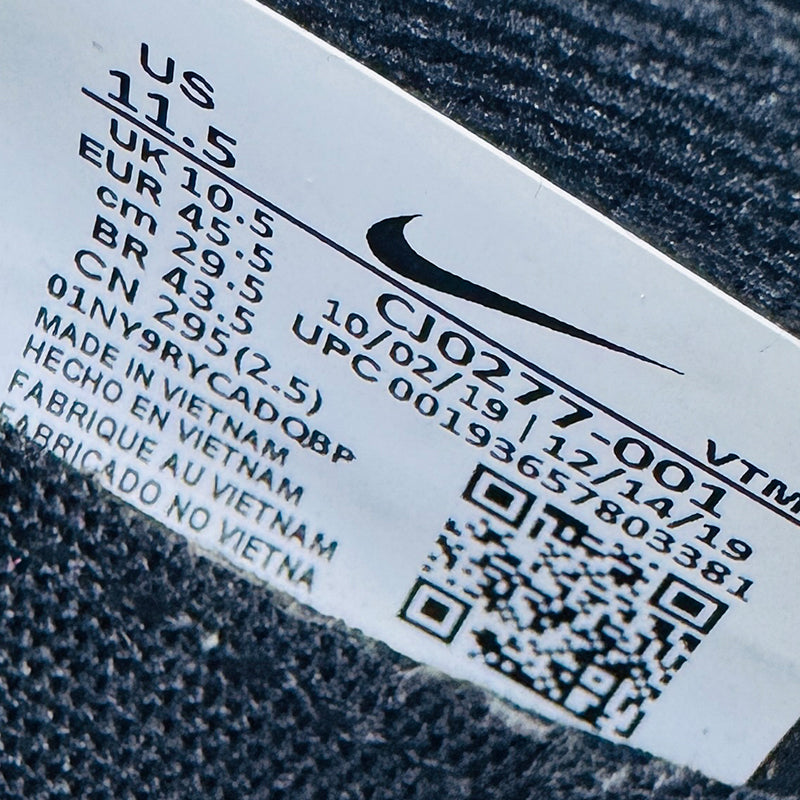 US
11.5
UK 10.5
EUR 45.5
cm 29.5
BR 43.5
CN 295(2.5)
01NY9RYCADQBP
MADE IN VIETNAM
HECHO EN VIETNAM
FABRIQUE AU VIETNAM
FABRICADO NO VIETNA
CJ0277-001
10/02/19 | 12/14/19
UPC 00193657803381
VTM